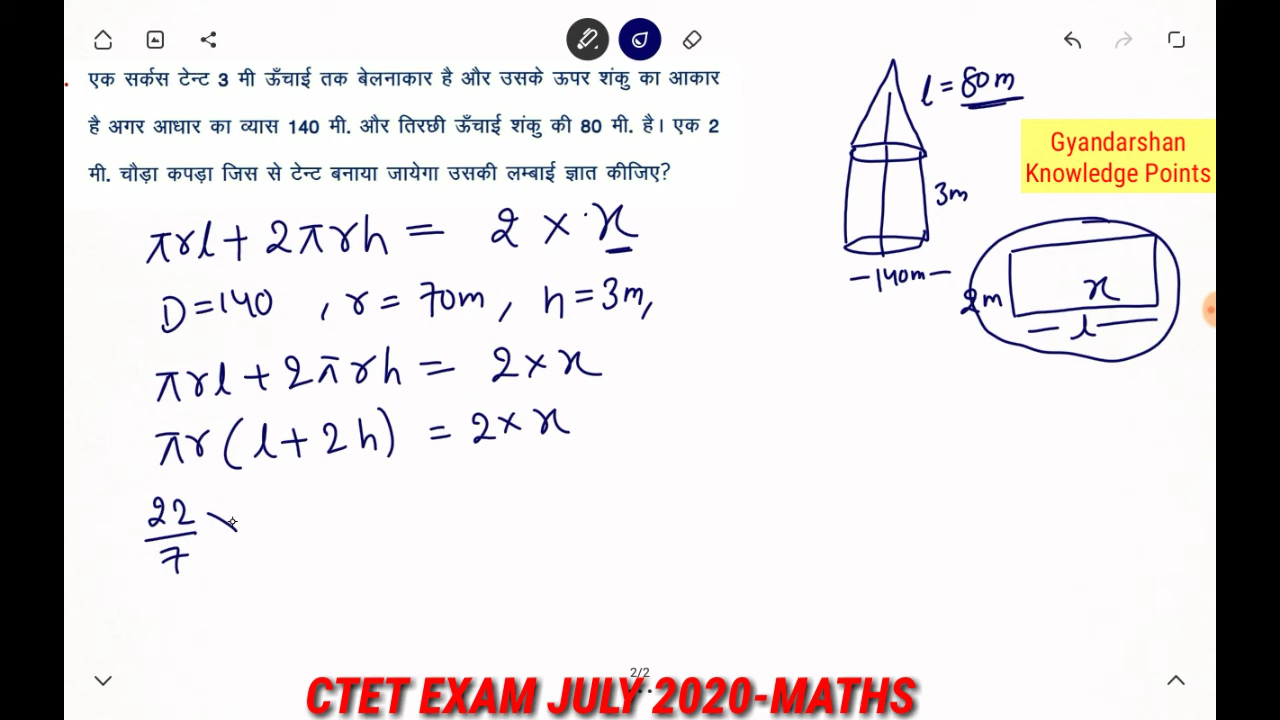 एक सर्कस टेन्ट 3 मी ऊँचाई तक बेलनाकार है और उसके ऊपर शंकु का आकार
है अगर आधार का व्यास 140 मी. और तिरछी ऊँचाई शंकु की 80 मी. है। एक 2
मी. चौड़ा कपड़ा जिस से टेन्ट बनाया जायेगा उसकी लम्बाई ज्ञात कीजिए?
l = 80m
Gyandarshan
Knowledge Points
3m
-140m-
πrl + 2πrh = 2 × x
2m
x
- l -
D = 140 , r = 70m , h = 3m,
πrl + 2πrh = 2 × x
πr (l + 2h) = 2 × x
22
7
2/2
CTET EXAM JULY 2020-MATHS